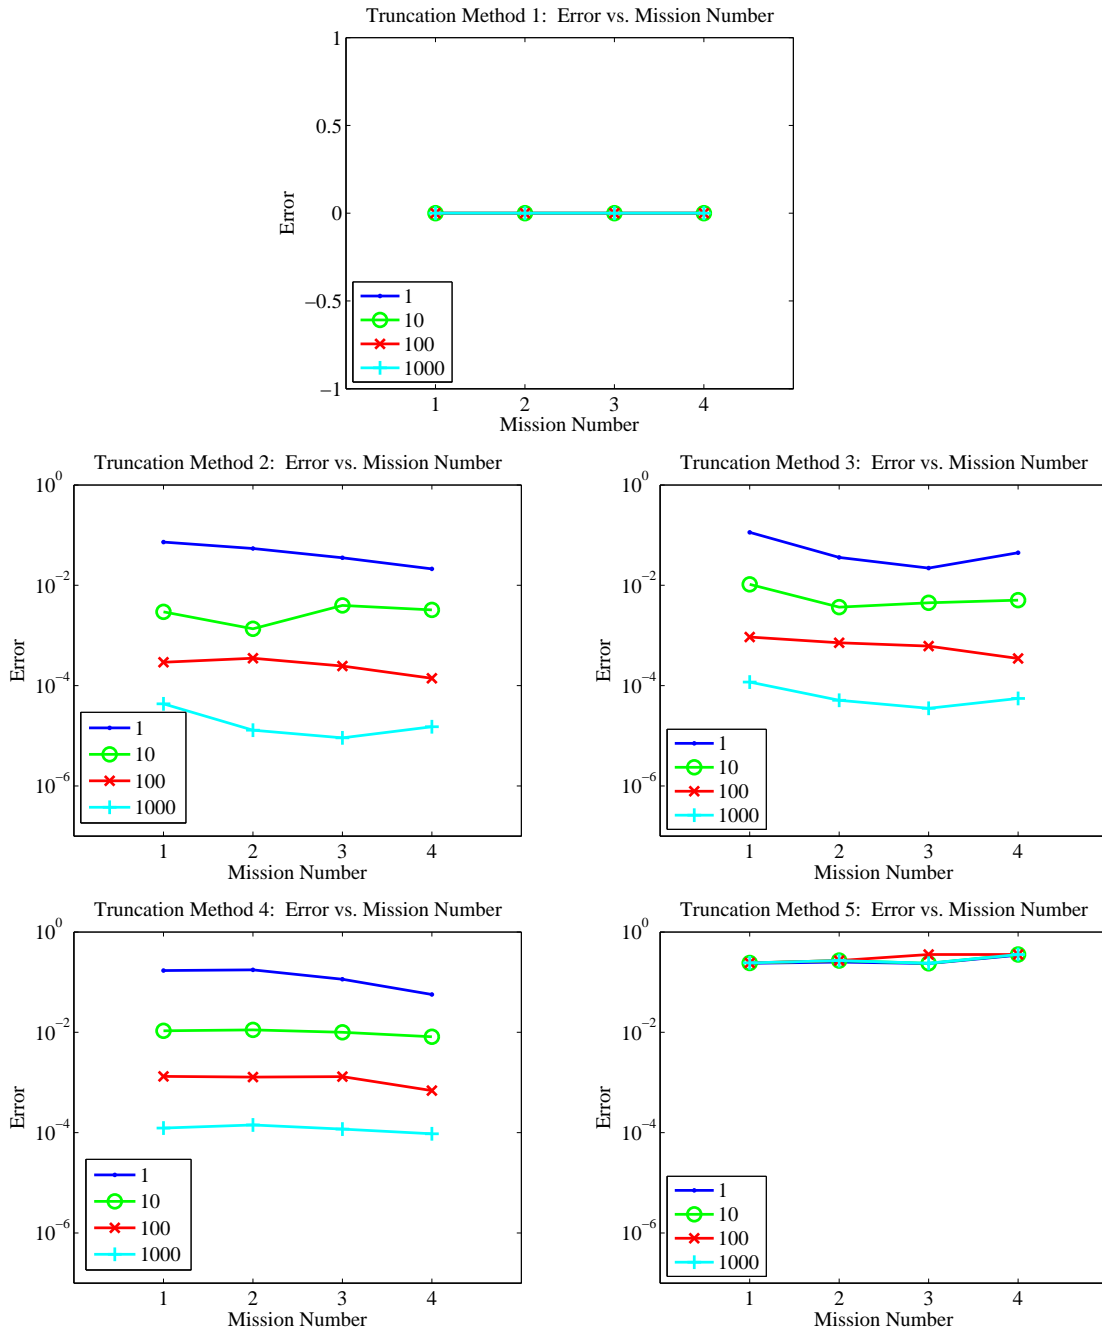 Truncation Method 1: Error vs. Mission Number
1
0.5
0
−0.5
−1
Error
1
10
100
1000
1 2 3 4
Mission Number
Truncation Method 2: Error vs. Mission Number
10^0
10^−2
10^−4
10^−6
Error
1
10
100
1000
1 2 3 4
Mission Number
Truncation Method 3: Error vs. Mission Number
10^0
10^−2
10^−4
10^−6
Error
1
10
100
1000
1 2 3 4
Mission Number
Truncation Method 4: Error vs. Mission Number
10^0
10^−2
10^−4
10^−6
Error
1
10
100
1000
1 2 3 4
Mission Number
Truncation Method 5: Error vs. Mission Number
10^0
10^−2
10^−4
10^−6
Error
1
10
100
1000
1 2 3 4
Mission Number